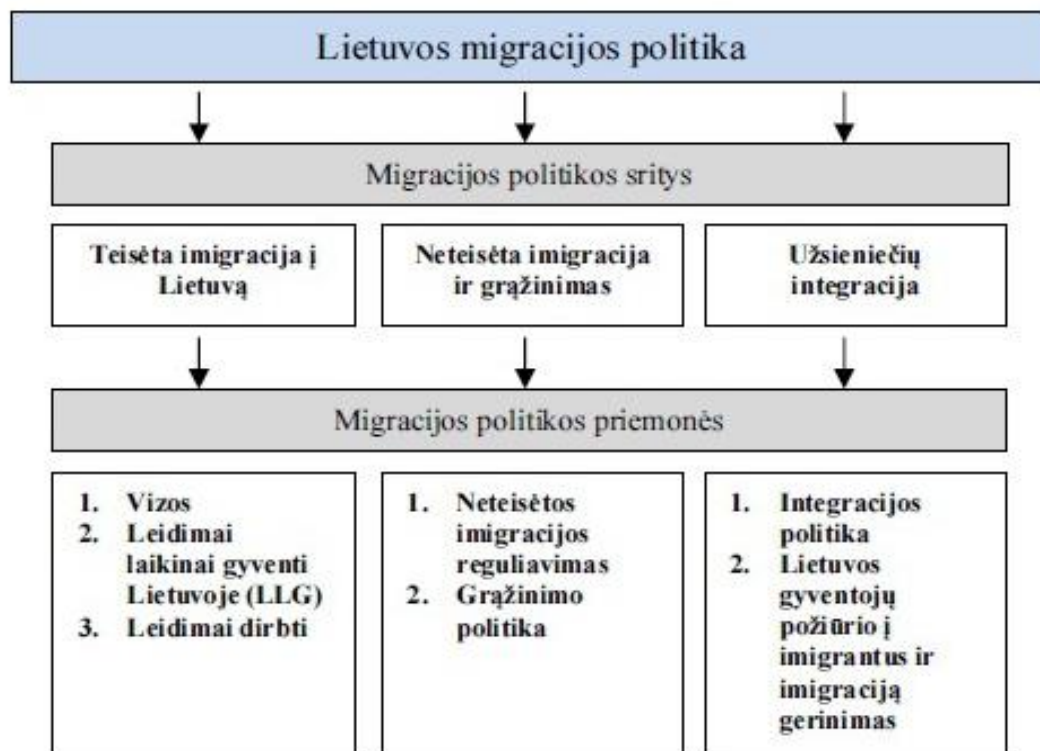 Lietuvos migracijos politika
Migracijos politikos sritys
Teisėta imigracija į
Lietuvą
Neteisėta imigracija
ir grąžinimas
Užsieniečių
integracija
Migracijos politikos priemonės
1. Vizos
2. Leidimai
laikinai gyventi
Lietuvoje (LLG)
3. Leidimai dirbti
1. Neteisėtos
imigracijos
reguliavimas
2. Grąžinimo
politika
1. Integracijos
politika
2. Lietuvos
gyventojų
požiūrio į
imigrantus ir
imigraciją
gerinimas